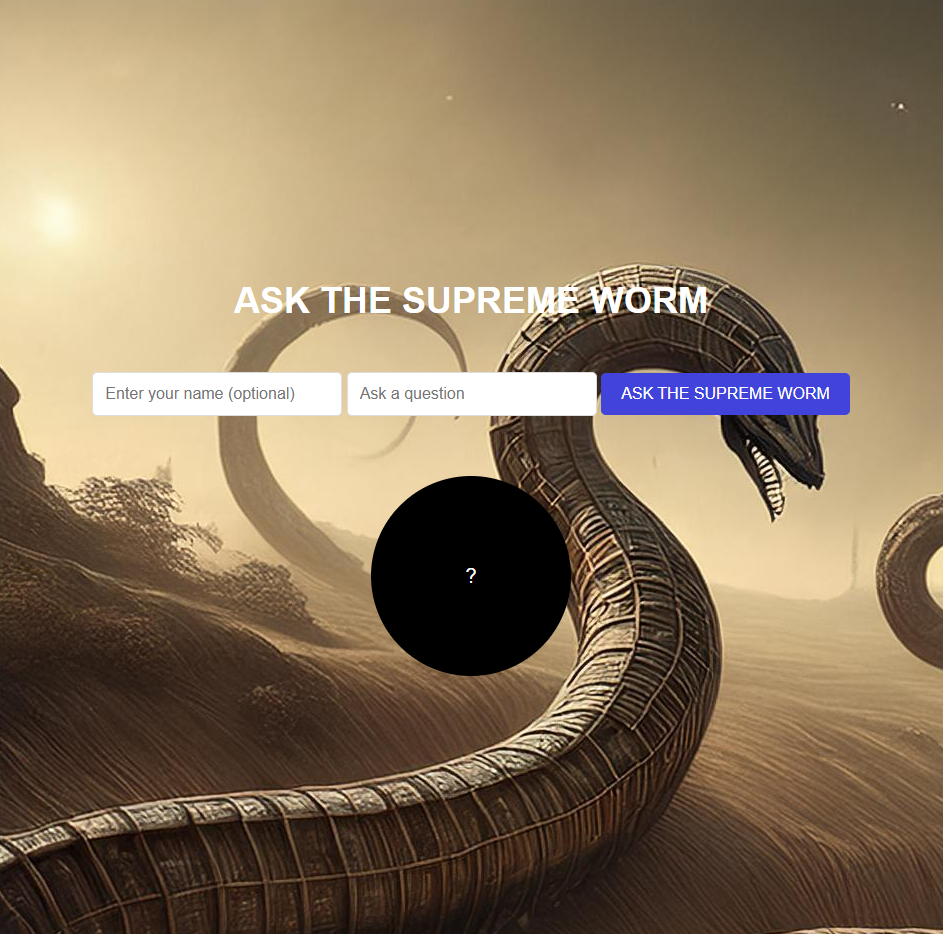 ASK THE SUPREME WORM
Enter your name (optional)
Ask a question
ASK THE SUPREME WORM
?